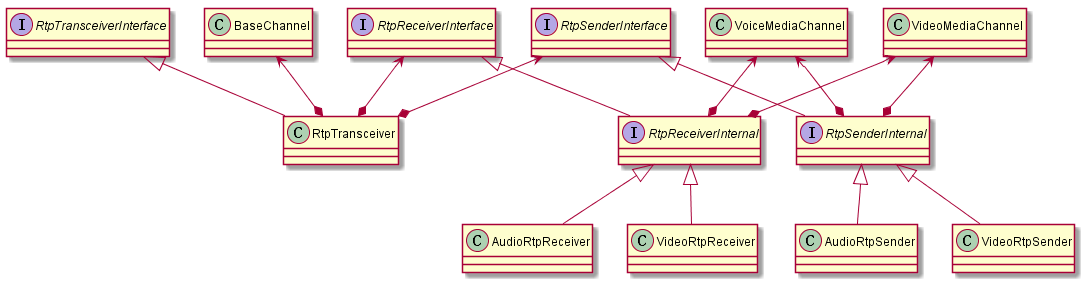 I RtpTransceiverInterface
C BaseChannel
I RtpReceiverInterface
I RtpSenderInterface
C VoiceMediaChannel
C VideoMediaChannel
C RtpTransceiver
I RtpReceiverInternal
I RtpSenderInternal
C AudioRtpReceiver
C VideoRtpReceiver
C AudioRtpSender
C VideoRtpSender